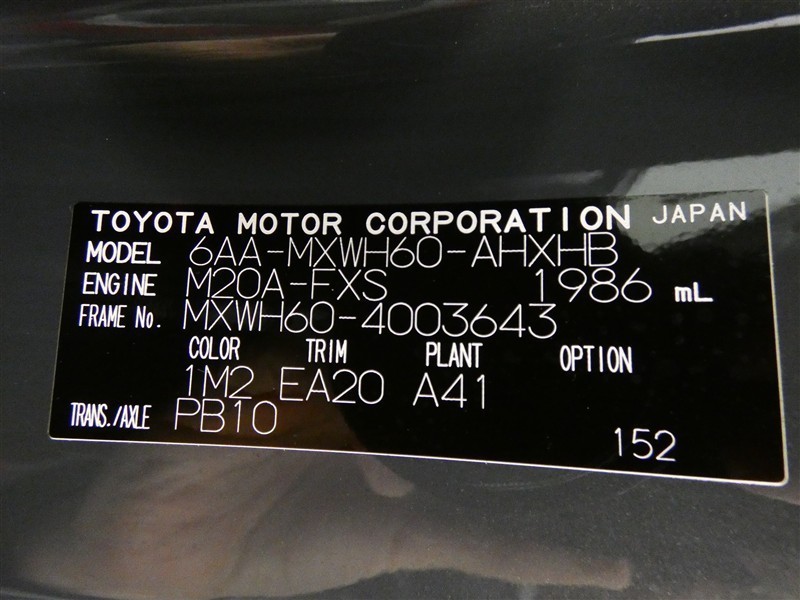 TOYOTA MOTOR CORPORATION JAPAN
MODEL 6AA-MXWH60-AHXHB
ENGINE M20A-FXS 1986 mL
FRAME No. MXWH60-4003643
COLOR TRIM PLANT OPTION
1M2 EA20 A41
TRANS./AXLE PB10 152